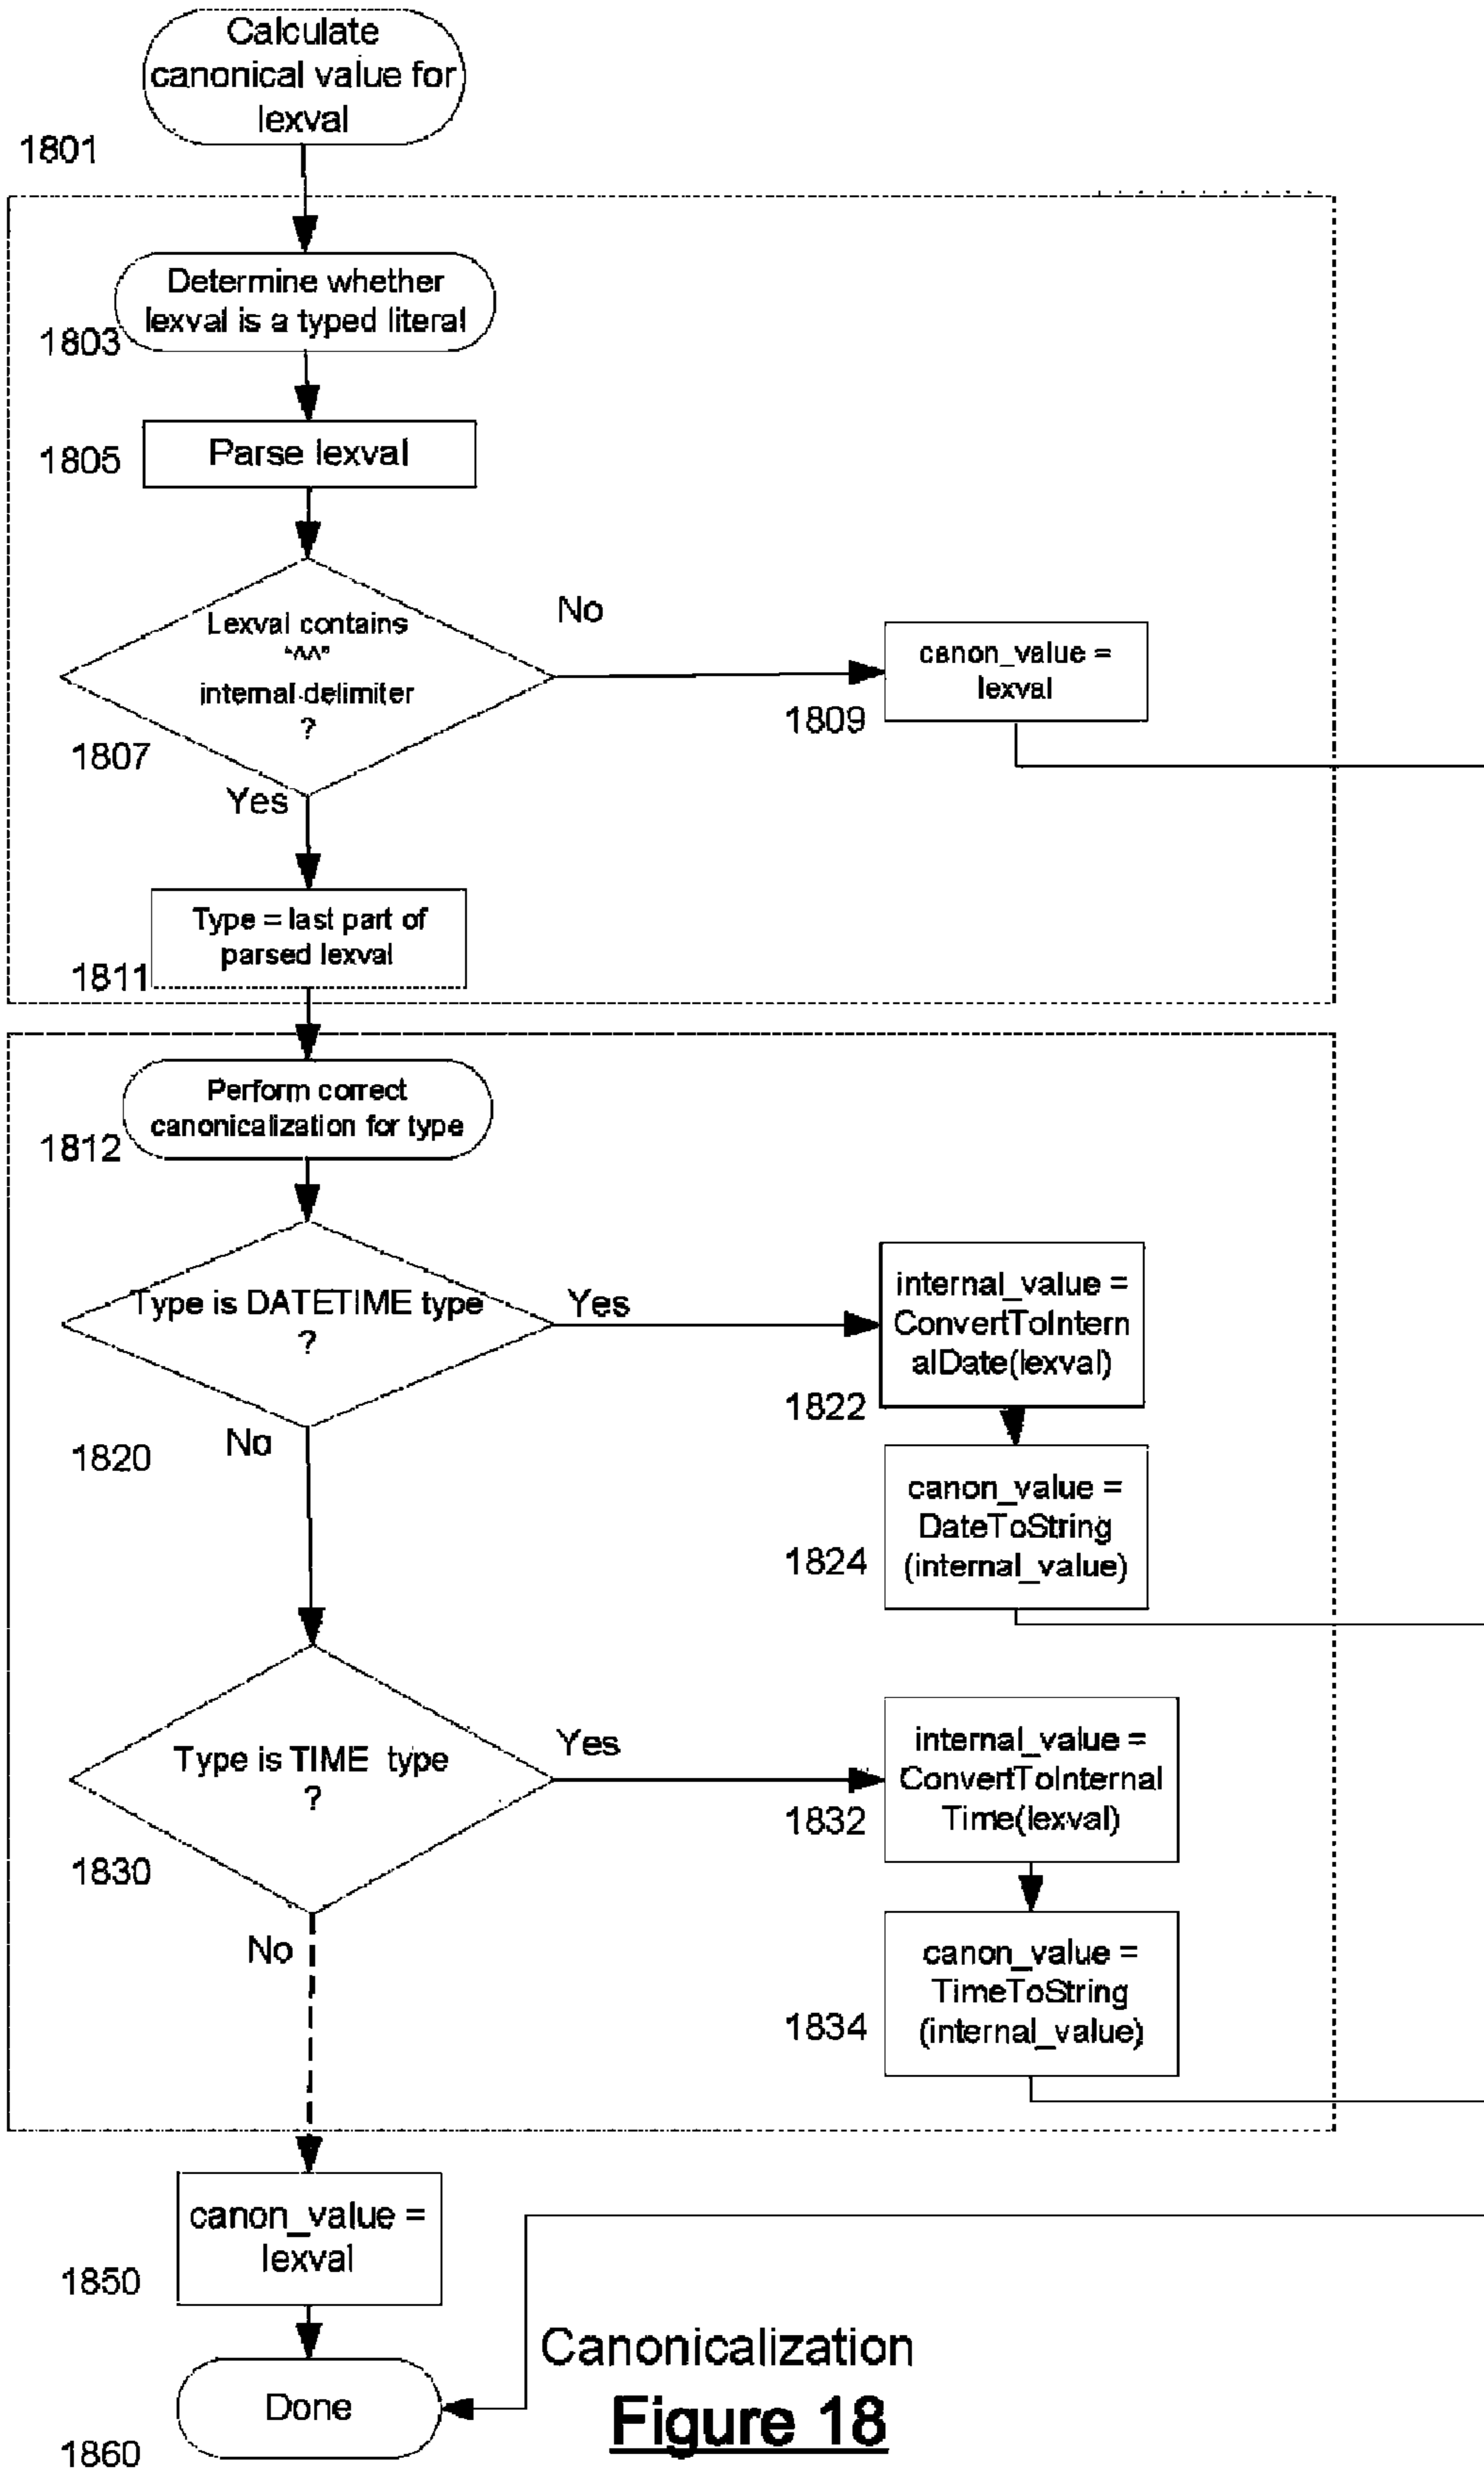 Calculate
canonical value for
lexval
1801
Determine whether
lexval is a typed literal
1803
Parse lexval
1805
Lexval contains
"^^"
internal delimiter
?
1807
No
canon_value =
lexval
1809
Yes
Type = last part of
parsed lexval
1811
Perform correct
canonicalization for type
1812
Type is DATETIME type
?
1820
Yes
internal_value =
ConvertToIntern
alDate(lexval)
1822
canon_value =
DateToString
(internal_value)
1824
No
Type is TIME type
?
1830
Yes
internal_value =
ConvertToInternal
Time(lexval)
1832
canon_value =
TimeToString
(internal_value)
1834
No
canon_value =
lexval
1850
Done
1860
Canonicalization
Figure 18